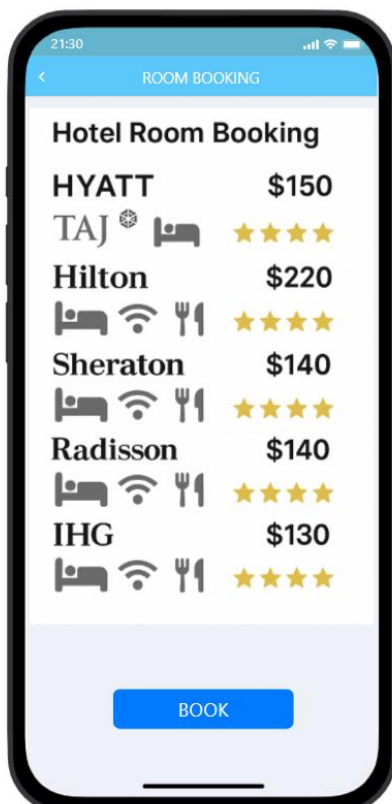 21:30
ROOM BOOKING
Hotel Room Booking
HYATT $150
TAJ
Hilton $220
Sheraton $140
Radisson $140
IHG $130
BOOK